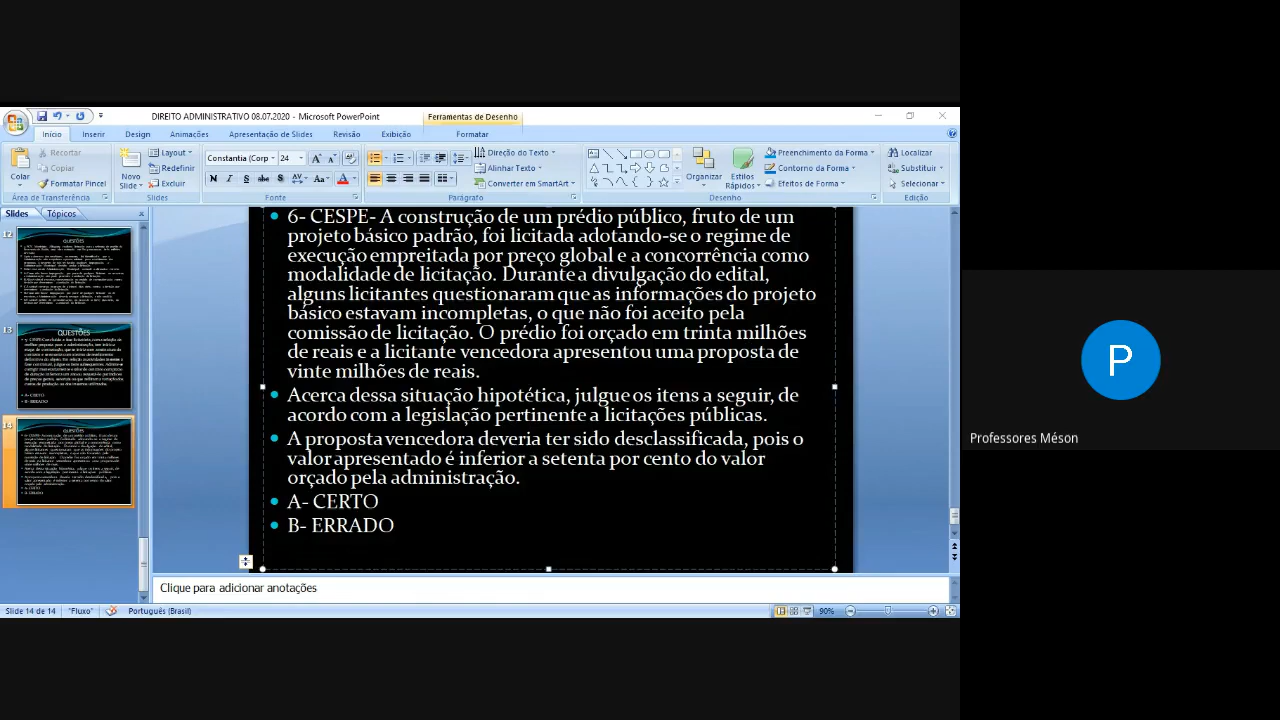 DIREITO ADMINISTRATIVO 08.07.2020 - Microsoft PowerPoint
Ferramentas de Desenho
Início
Inserir
Design
Animações
Apresentação de Slides
Revisão
Exibição
Formatar
Colar
Recortar
Copiar
Formatar Pincel
Área de Transferência
Novo Slide
Layout
Redefinir
Excluir
Slides
Constantia (Corp
24
Fonte
Direção do Texto
Alinhar Texto
Converter em SmartArt
Parágrafo
Organizar
Estilos Rápidos
Preenchimento da Forma
Contorno da Forma
Efeitos de Forma
Desenho
Localizar
Substituir
Selecionar
Edição
Slides
Tópicos
12
QUESTÕES
13
QUESTÕES
A- CERTO
B- ERRADO
14
QUESTÕES
6- CESPE- A construção de um prédio público, fruto de um
projeto básico padrão, foi licitada adotando-se o regime de
execução empreitada a preço global e a concorrência como
modalidade de licitação. Durante a divulgação do edital,
alguns licitantes questionaram que as informações do projeto
básico estavam incompletas, o que não foi aceito pela
comissão de licitação. O prédio foi orçado em trinta milhões
de reais e a licitante vencedora apresentou uma proposta de
vinte milhões de reais.
Acerca dessa situação hipotética, julgue os itens a seguir, de
acordo com a legislação pertinente a licitações públicas.
A proposta vencedora deveria ter sido desclassificada, pois o
valor apresentado é inferior a setenta por cento do valor
orçado pela administração.
A- CERTO
B- ERRADO
Clique para adicionar anotações
Slide 14 de 14
"Fluxo"
Português (Brasil)
90%
P
Professores Méson